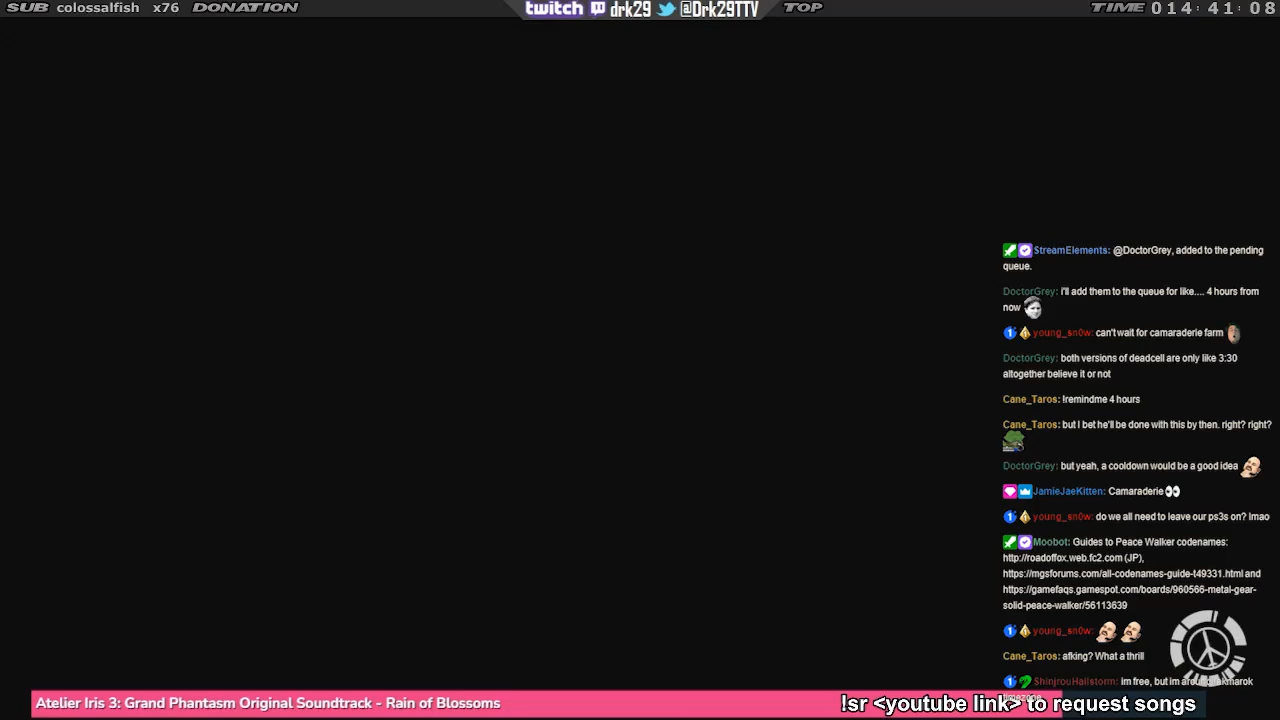 SUB colossalfish x76 DONATION twitch drk29 @Drk29TTV TOP TIME 014:41:08
StreamElements: @DoctorGrey, added to the pending
queue.
DoctorGrey: i'll add them to the queue for like.... 4 hours from
now
young_sn0w: can't wait for camaraderie farm
DoctorGrey: both versions of deadcell are only like 3:30
altogether believe it or not
Cane_Taros: !remindme 4 hours
Cane_Taros: but I bet he'll be done with this by then. right? right?
DoctorGrey: but yeah, a cooldown would be a good idea
JamieJaeKitten: Camaraderie
young_sn0w: do we all need to leave our ps3s on? lmao
Moobot: Guides to Peace Walker codenames:
http://roadoffox.web.fc2.com (JP),
https://mgsforums.com/all-codenames-guide-t49331.html and
https://gamefaqs.gamespot.com/boards/960566-metal-gear-
solid-peace-walker/56113639
young_sn0w:
Cane_Taros: afking? What a thrill
ShinjrouHailstorm: im free, but im
Atelier Iris 3: Grand Phantasm Original Soundtrack - Rain of Blossoms
!sr <youtube link> to request songs